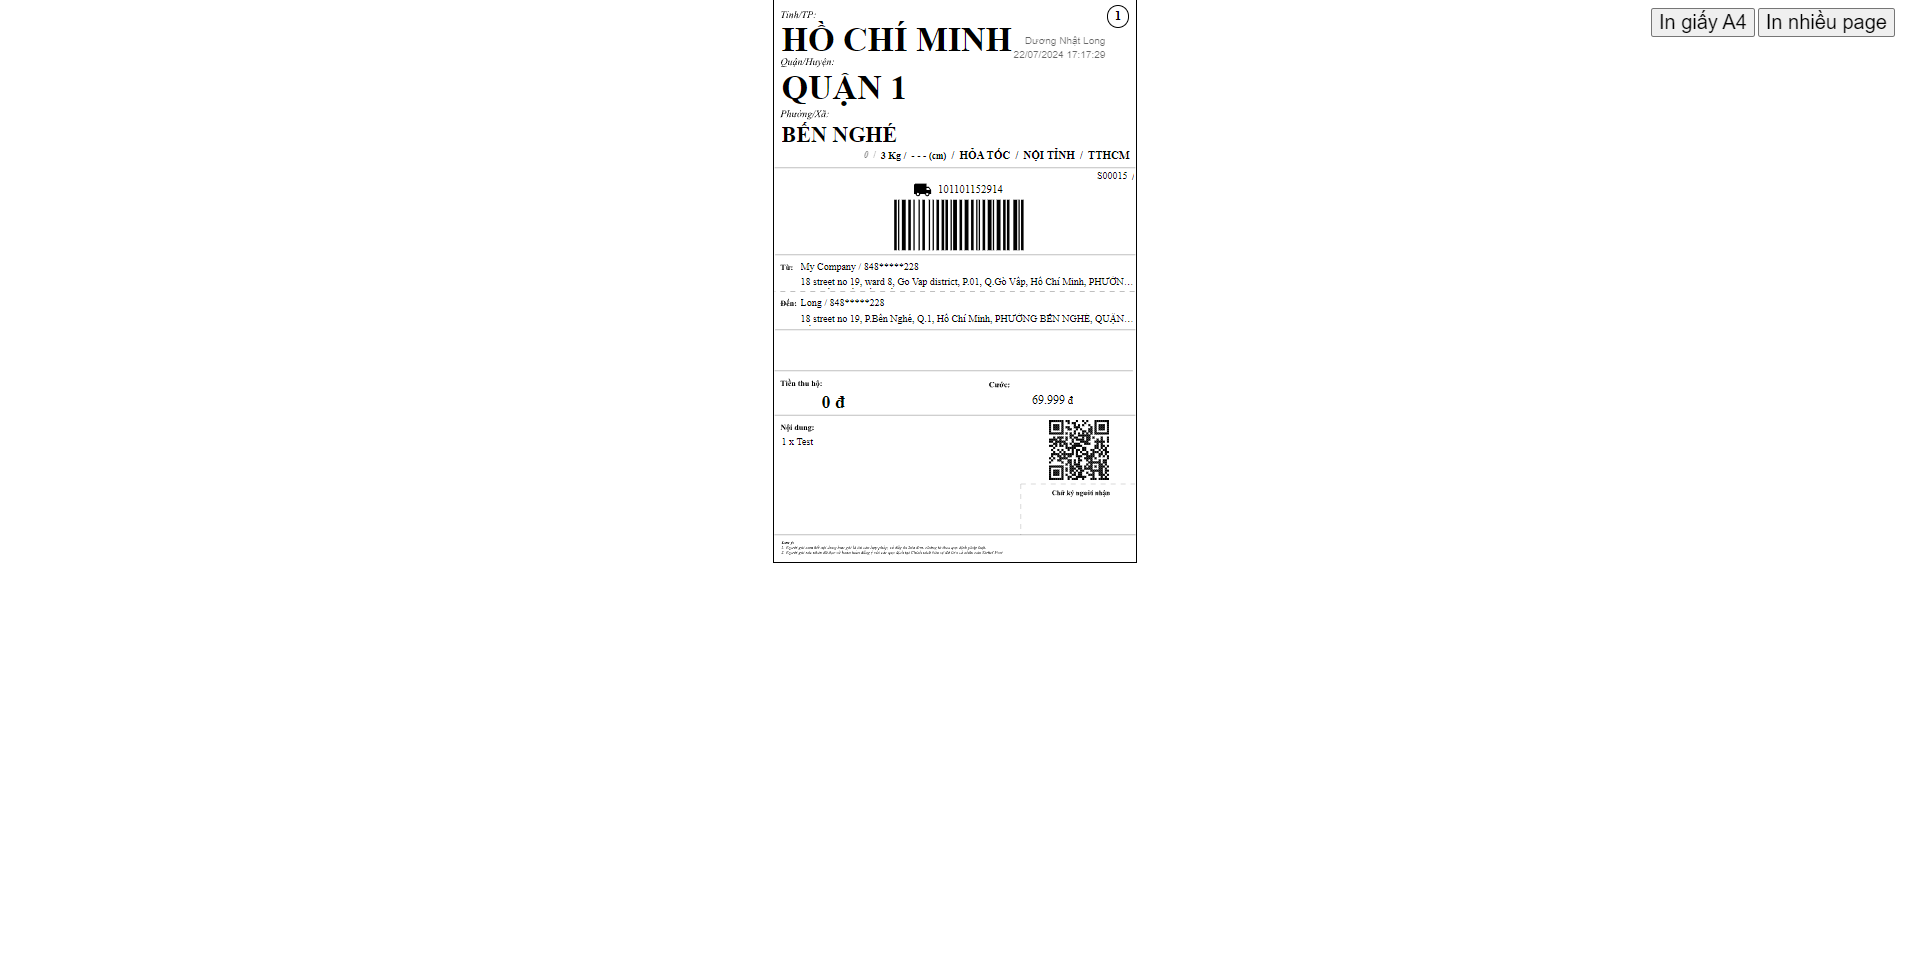 In giấy A4 In nhiều page
Tỉnh/TP:
1
HỒ CHÍ MINH
Dương Nhật Long
22/07/2024 17:17:29
Quận/Huyện:
QUẬN 1
Phường/Xã:
BẾN NGHÉ
0 / 3 Kg / - - - (cm) / HỎA TỐC / NỘI TỈNH / TTHCM
S00015 /
101101152914
Từ: My Company / 848*****228
18 street no 19, ward 8, Go Vap district, P.01, Q.Gò Vấp, Hồ Chí Minh, PHƯỜN...
Đến: Long / 848*****228
18 street no 19, P.Bến Nghé, Q.1, Hồ Chí Minh, PHƯỜNG BẾN NGHÉ, QUẬN...
Tiền thu hộ:
Cước:
0 đ
69.999 đ
Nội dung:
1 x Test
Chữ ký người nhận